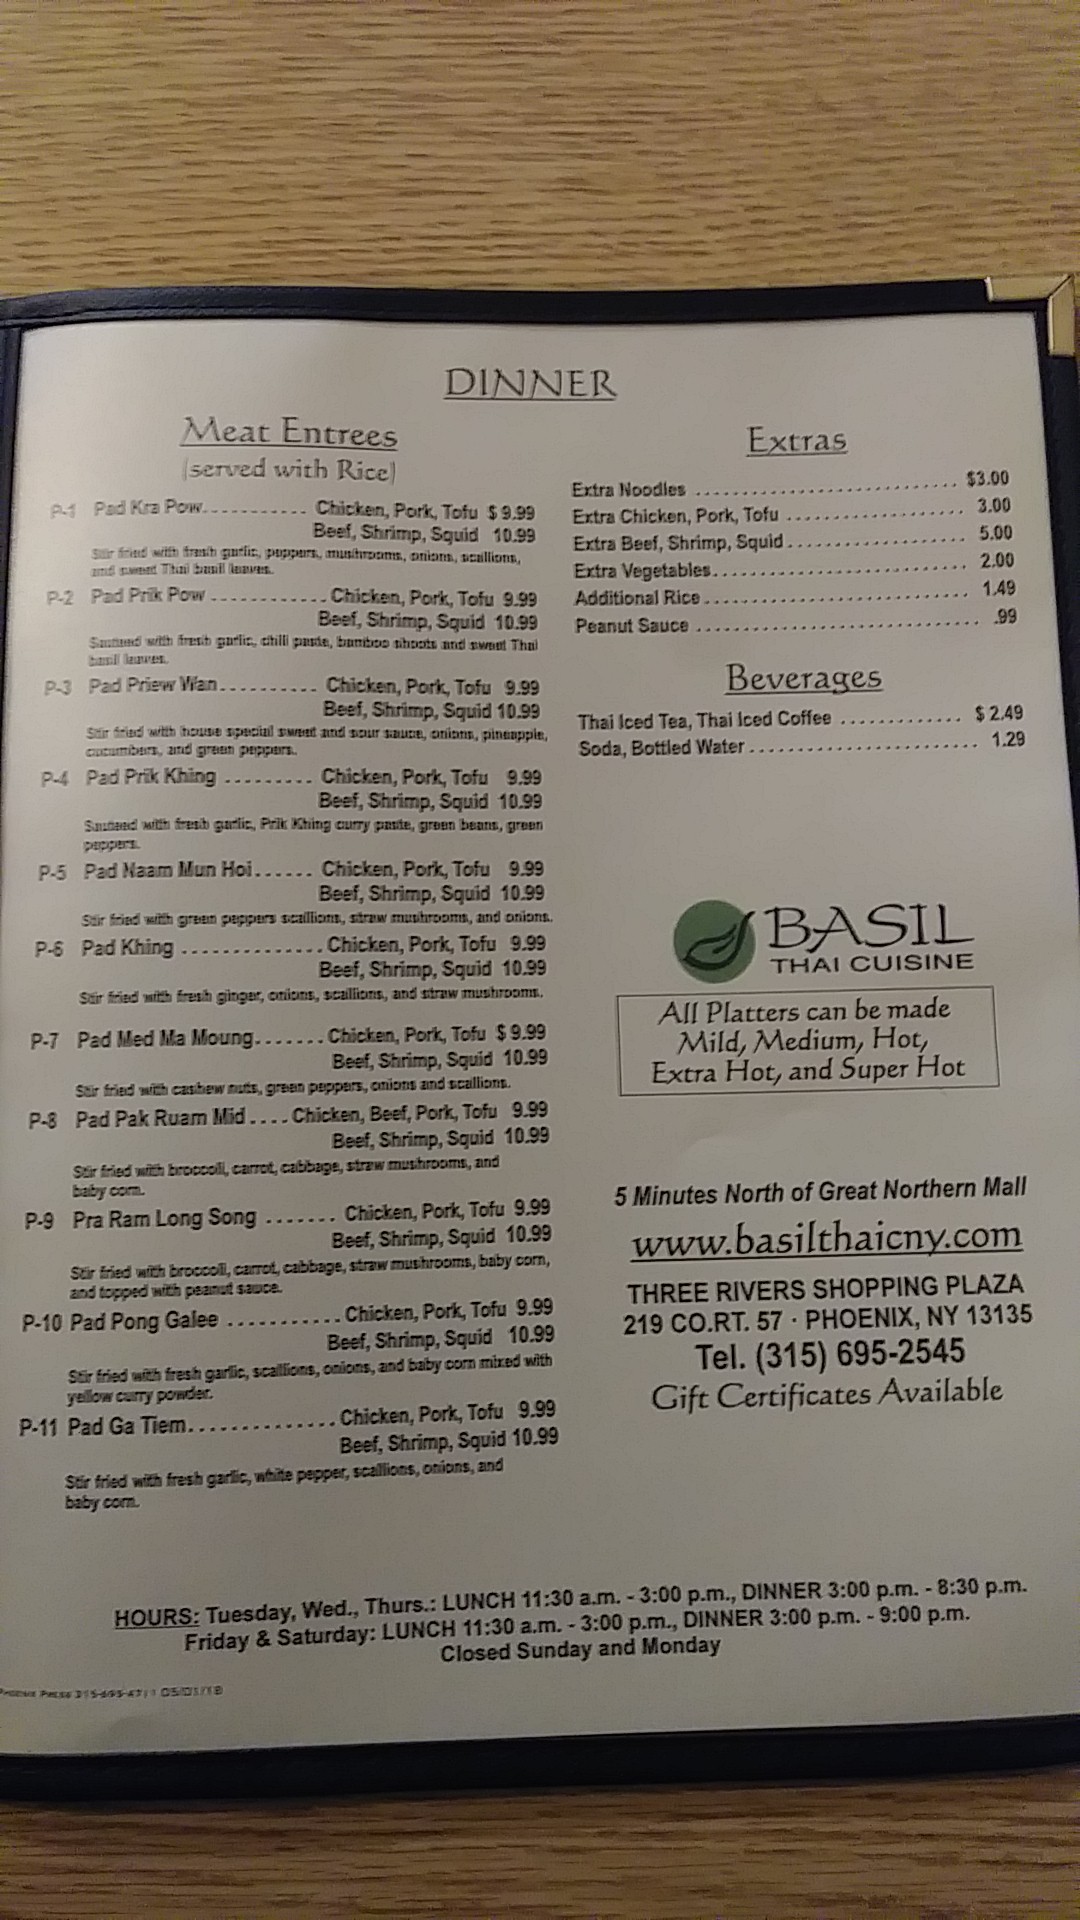 DINNER
Meat Entrees
(served with Rice)
P-1 Pad Kra Pow........... Chicken, Pork, Tofu $ 9.99
Beef, Shrimp, Squid 10.99
Stir fried with fresh garlic, peppers, mushrooms, onions, scallions,
and sweet Thai basil leaves.
P-2 Pad Prik Pow ............ Chicken, Pork, Tofu 9.99
Beef, Shrimp, Squid 10.99
Sauteed with fresh garlic, chili paste, bamboo shoots and sweet Thai
basil leaves.
P-3 Pad Priew Wan.......... Chicken, Pork, Tofu 9.99
Beef, Shrimp, Squid 10.99
Stir fried with house special sweet and sour sauce, onions, pineapple,
cucumbers, and green peppers.
P-4 Pad Prik Khing ......... Chicken, Pork, Tofu 9.99
Beef, Shrimp, Squid 10.99
Sauteed with fresh garlic, Prik Khing curry paste, green beans, green
peppers.
P-5 Pad Naam Mun Hoi...... Chicken, Pork, Tofu 9.99
Beef, Shrimp, Squid 10.99
Stir fried with green peppers scallions, straw mushrooms, and onions.
P-6 Pad Khing ............. Chicken, Pork, Tofu 9.99
Beef, Shrimp, Squid 10.99
Stir fried with fresh ginger, onions, scallions, and straw mushrooms.
P-7 Pad Med Ma Moung....... Chicken, Pork, Tofu $ 9.99
Beef, Shrimp, Squid 10.99
Stir fried with cashew nuts, green peppers, onions and scallions.
P-8 Pad Pak Ruam Mid .... Chicken, Beef, Pork, Tofu 9.99
Beef, Shrimp, Squid 10.99
Stir fried with broccoli, carrot, cabbage, straw mushrooms, and
baby corn.
P-9 Pra Ram Long Song ....... Chicken, Pork, Tofu 9.99
Beef, Shrimp, Squid 10.99
Stir fried with broccoli, carrot, cabbage, straw mushrooms, baby corn,
and topped with peanut sauce.
P-10 Pad Pong Galee ........... Chicken, Pork, Tofu 9.99
Beef, Shrimp, Squid 10.99
Stir fried with fresh garlic, scallions, onions, and baby corn mixed with
yellow curry powder.
P-11 Pad Ga Tiem.............. Chicken, Pork, Tofu 9.99
Beef, Shrimp, Squid 10.99
Stir fried with fresh garlic, white pepper, scallions, onions, and
baby corn.
Extras
Extra Noodles ........................... $3.00
Extra Chicken, Pork, Tofu .................. 3.00
Extra Beef, Shrimp, Squid.................. 5.00
Extra Vegetables.......................... 2.00
Additional Rice........................... 1.49
Peanut Sauce ............................. .99
Beverages
Thai Iced Tea, Thai Iced Coffee ............. $ 2.49
Soda, Bottled Water........................ 1.29
BASIL
THAI CUISINE
All Platters can be made
Mild, Medium, Hot,
Extra Hot, and Super Hot
5 Minutes North of Great Northern Mall
www.basilthaicny.com
THREE RIVERS SHOPPING PLAZA
219 CO.RT. 57 · PHOENIX, NY 13135
Tel. (315) 695-2545
Gift Certificates Available
HOURS: Tuesday, Wed., Thurs.: LUNCH 11:30 a.m. - 3:00 p.m., DINNER 3:00 p.m. - 8:30 p.m.
Friday & Saturday: LUNCH 11:30 a.m. - 3:00 p.m., DINNER 3:00 p.m. - 9:00 p.m.
Closed Sunday and Monday
Phoenix Press 315-695-4711 05/01/18